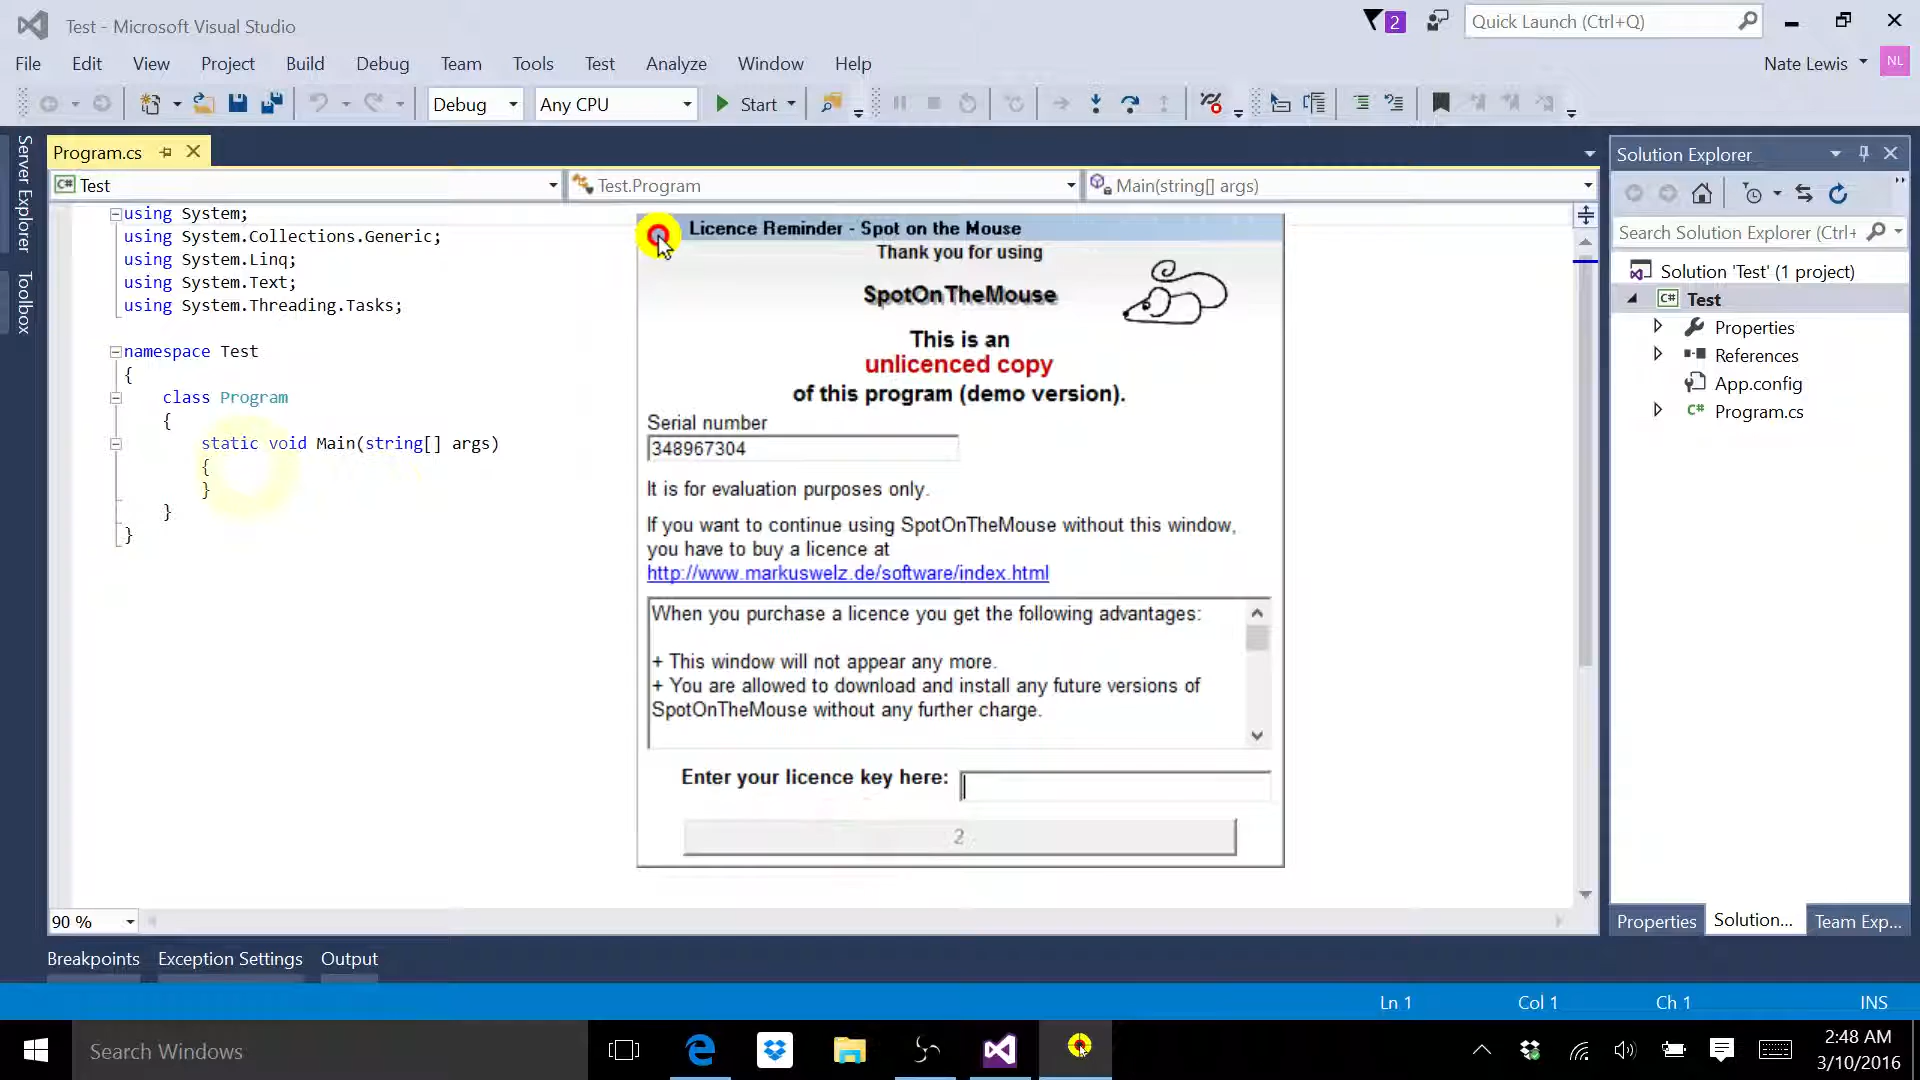 Test - Microsoft Visual Studio
2
Quick Launch (Ctrl+Q)
File Edit View Project Build Debug Team Tools Test Analyze Window Help
Nate Lewis
NL
Debug Any CPU Start
Server Explorer
Toolbox
Program.cs
C# Test Test.Program Main(string[] args)
using System;
using System.Collections.Generic;
using System.Linq;
using System.Text;
using System.Threading.Tasks;
namespace Test
{
class Program
{
static void Main(string[] args)
{
}
}
}
Licence Reminder - Spot on the Mouse
Thank you for using
SpotOnTheMouse
This is an
unlicenced copy
of this program (demo version).
Serial number
348967304
It is for evaluation purposes only.
If you want to continue using SpotOnTheMouse without this window,
you have to buy a licence at
http://www.markuswelz.de/software/index.html
When you purchase a licence you get the following advantages:
+ This window will not appear any more.
+ You are allowed to download and install any future versions of
SpotOnTheMouse without any further charge.
Enter your licence key here:
2
Solution Explorer
Search Solution Explorer (Ctrl+
Solution 'Test' (1 project)
C# Test
Properties
References
App.config
C# Program.cs
90 %
Properties Solution... Team Exp...
Breakpoints Exception Settings Output
Ln 1 Col 1 Ch 1 INS
Search Windows
2:48 AM
3/10/2016